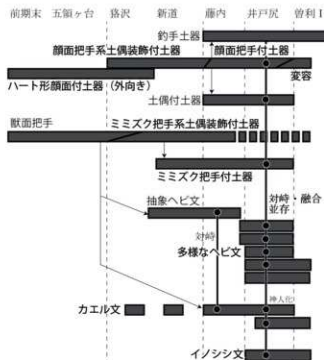 前期末 五領ヶ台 狢沢 新道 藤内 井戸尻 曽利Ⅰ
釣手土器
顔面把手系土偶装飾付土器 顔面把手付土器
ハート形顔面付土器(外向き) 変容
土偶付土器
獣面把手 ミミズク把手系土偶装飾付土器
ミミズク把手付土器
抽象ヘビ文 対峙・融合
並存
対峙
多様なヘビ文
神人化
カエル文
イノシシ文